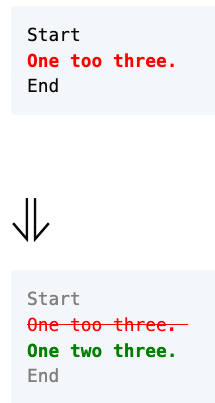 Start
One too three.
End
⇓
Start
One too three.
One two three.
End